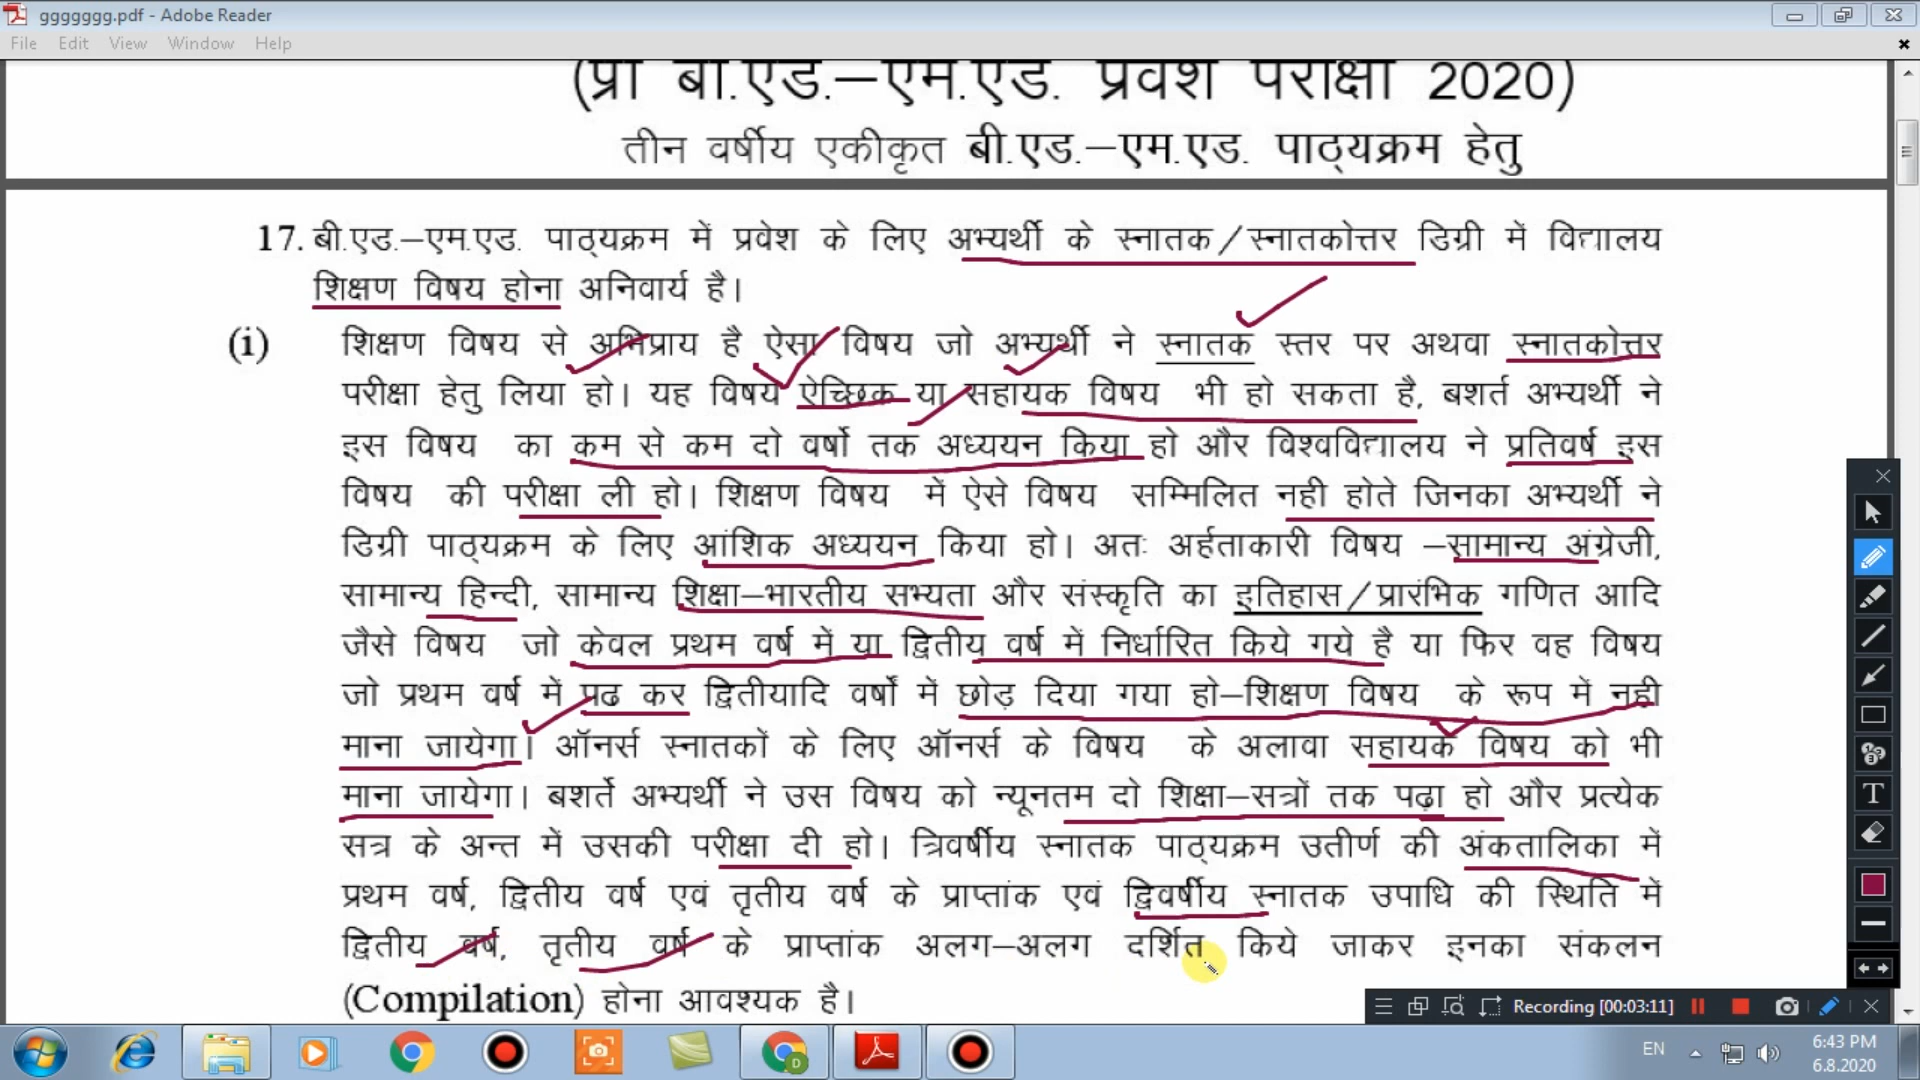 ggggggg.pdf - Adobe Reader
File Edit View Window Help
(प्री बी.एड.–एम.एड. प्रवेश परीक्षा 2020)
तीन वर्षीय एकीकृत बी.एड.–एम.एड. पाठ्यक्रम हेतु
17. बी.एड.–एम.एड. पाठ्यक्रम में प्रवेश के लिए अभ्यर्थी के स्नातक/स्नातकोत्तर डिग्री में विद्यालय
शिक्षण विषय होना अनिवार्य है।
(i) शिक्षण विषय से अभिप्राय है ऐसा विषय जो अभ्यर्थी ने स्नातक स्तर पर अथवा स्नातकोत्तर
परीक्षा हेतु लिया हो। यह विषय ऐच्छिक या सहायक विषय भी हो सकता है, बशर्त अभ्यर्थी ने
इस विषय का कम से कम दो वर्षो तक अध्ययन किया हो और विश्वविद्यालय ने प्रतिवर्ष इस
विषय की परीक्षा ली हो। शिक्षण विषय में ऐसे विषय सम्मिलित नही होते जिनका अभ्यर्थी ने
डिग्री पाठ्यक्रम के लिए आंशिक अध्ययन किया हो। अतः अर्हताकारी विषय –सामान्य अंग्रेजी,
सामान्य हिन्दी, सामान्य शिक्षा–भारतीय सभ्यता और संस्कृति का इतिहास/प्रारंभिक गणित आदि
जैसे विषय जो केवल प्रथम वर्ष में या द्वितीय वर्ष में निर्धारित किये गये है या फिर वह विषय
जो प्रथम वर्ष में पढ कर द्वितीयादि वर्षों में छोड़ दिया गया हो–शिक्षण विषय के रूप में नही
माना जायेगा। ऑनर्स स्नातकों के लिए ऑनर्स के विषय के अलावा सहायक विषय को भी
माना जायेगा। बशर्ते अभ्यर्थी ने उस विषय को न्यूनतम दो शिक्षा–सत्रों तक पढ़ा हो और प्रत्येक
सत्र के अन्त में उसकी परीक्षा दी हो। त्रिवर्षीय स्नातक पाठ्यक्रम उतीर्ण की अंकतालिका में
प्रथम वर्ष, द्वितीय वर्ष एवं तृतीय वर्ष के प्राप्तांक एवं द्विवर्षीय स्नातक उपाधि की स्थिति में
द्वितीय वर्ष, तृतीय वर्ष के प्राप्तांक अलग–अलग दर्शित किये जाकर इनका संकलन
(Compilation) होना आवश्यक है।
Recording [00:03:11]
EN
6:43 PM
6.8.2020